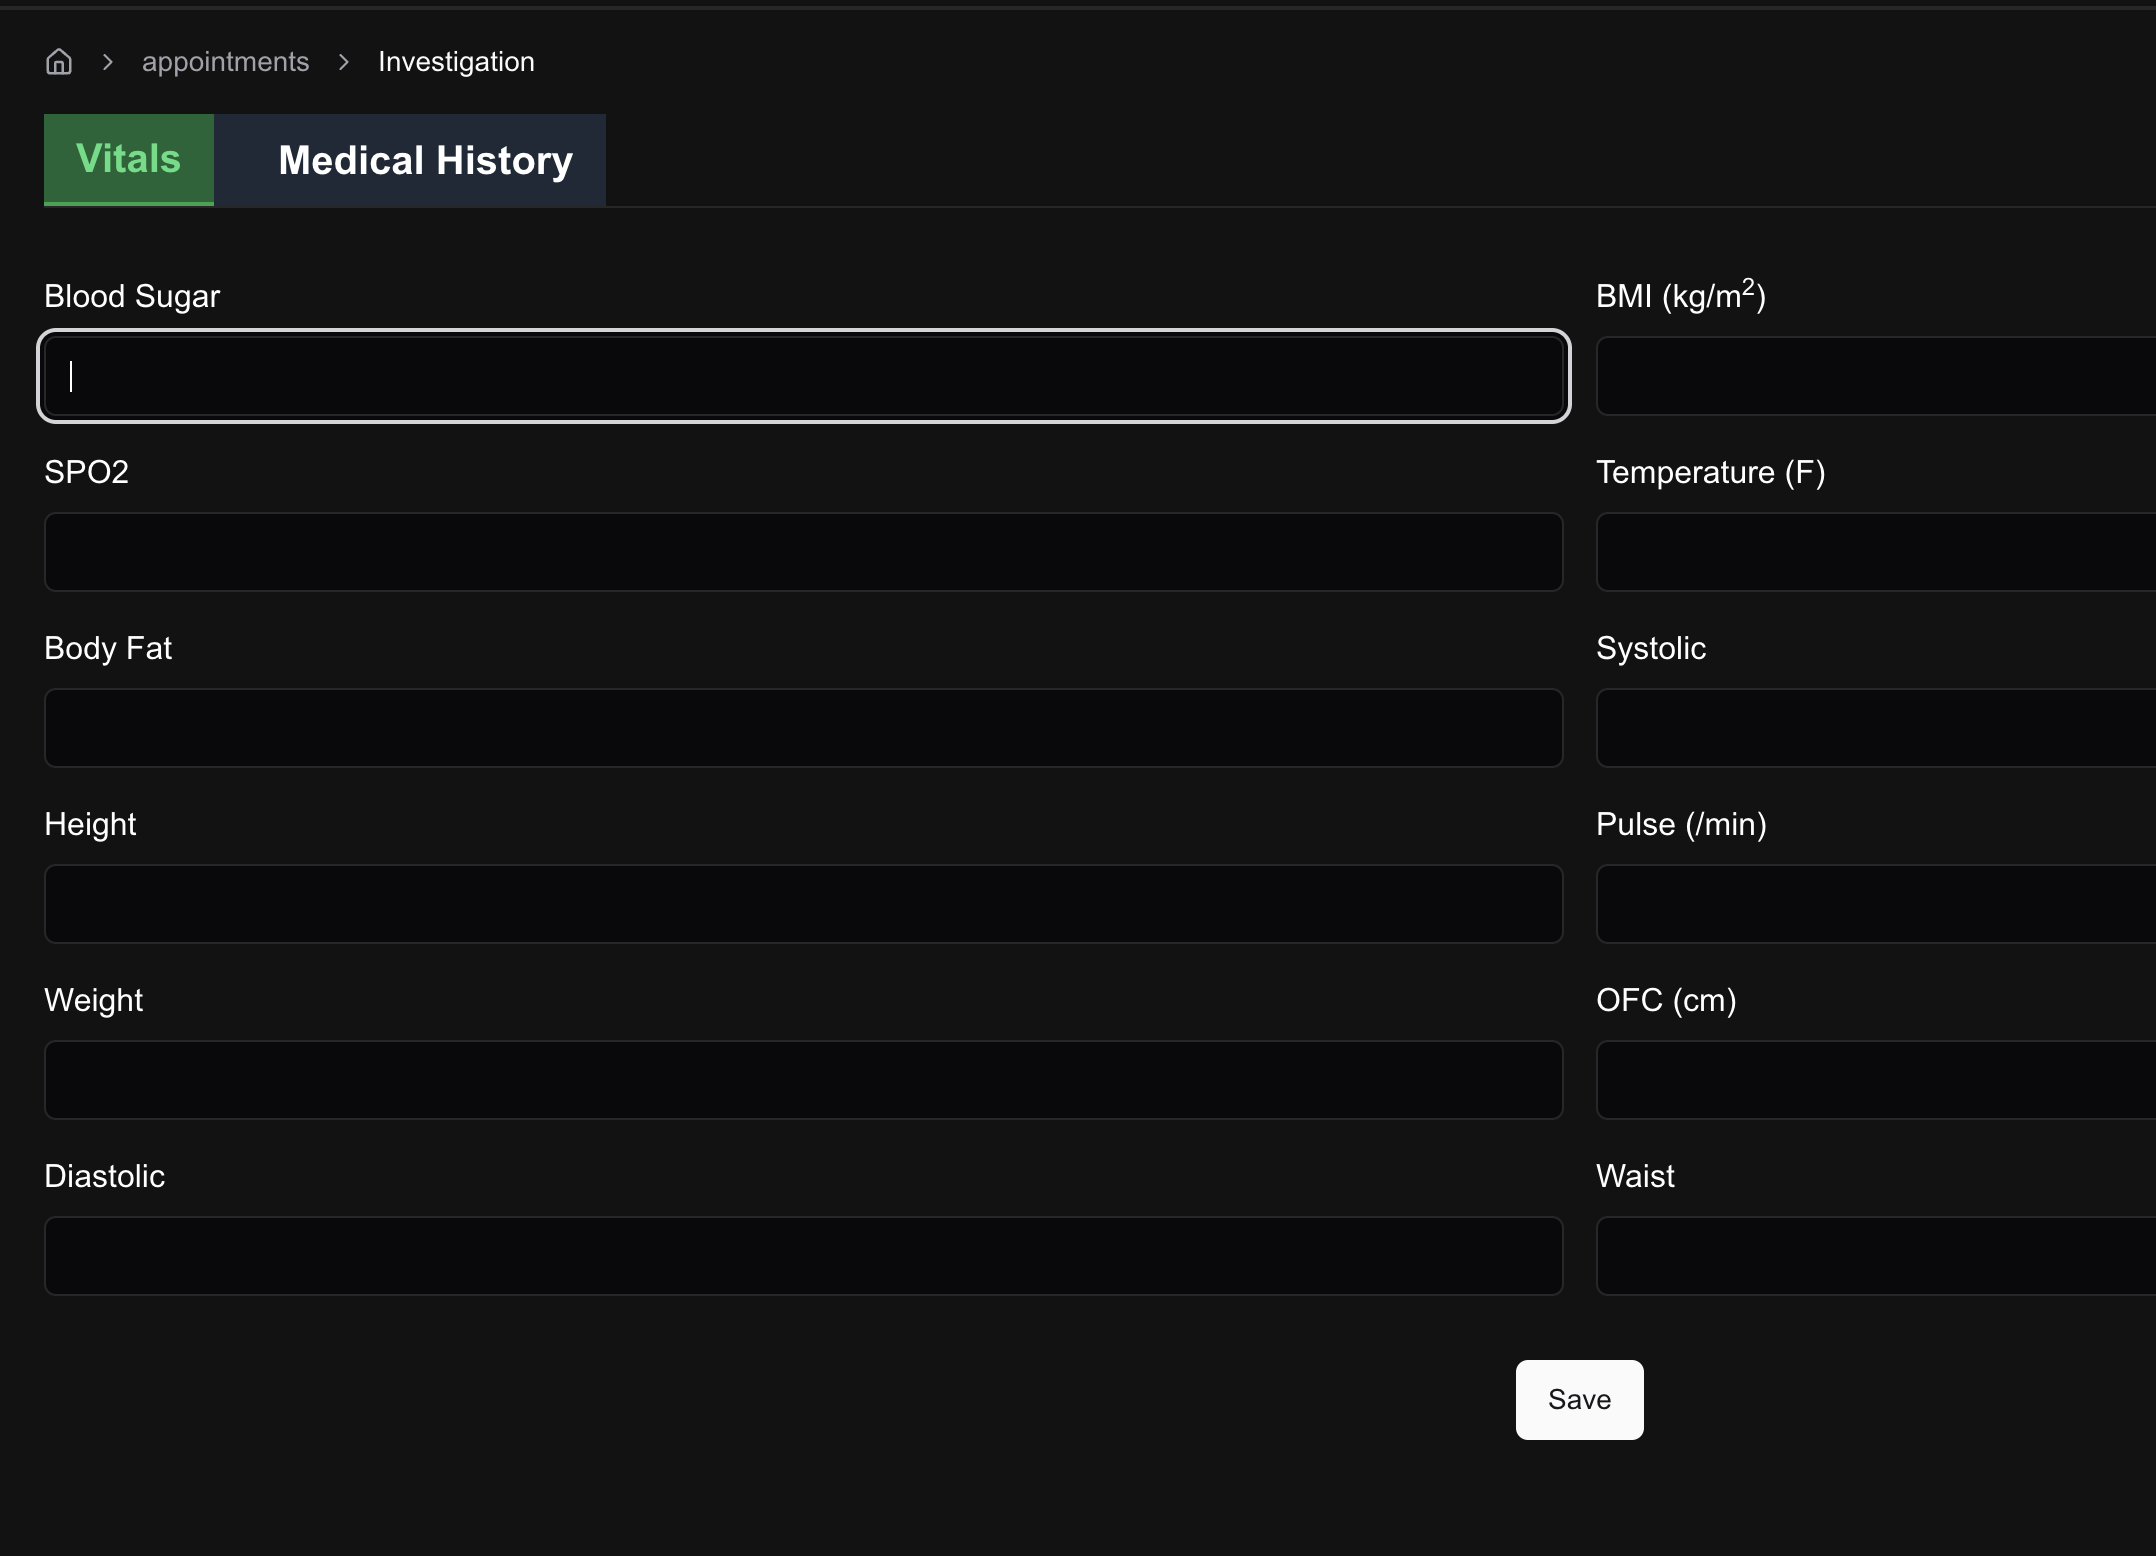 appointments > Investigation
Vitals Medical History
Blood Sugar
BMI (kg/m²)
SPO2
Temperature (F)
Body Fat
Systolic
Height
Pulse (/min)
Weight
OFC (cm)
Diastolic
Waist
Save